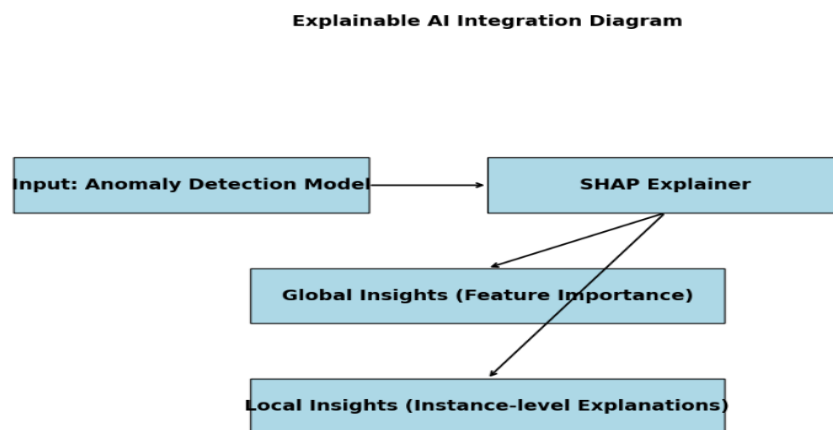 Explainable AI Integration Diagram
Input: Anomaly Detection Model
SHAP Explainer
Global Insights (Feature Importance)
Local Insights (Instance-level Explanations)